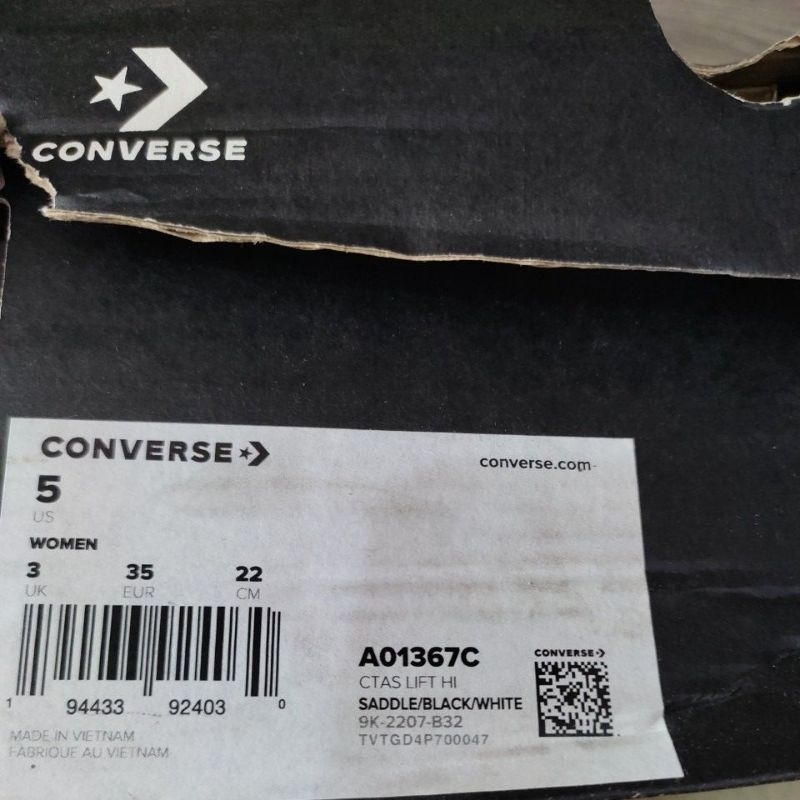 CONVERSE
CONVERSE
converse.com
5
US
WOMEN
3 35 22
UK EUR CM
1 94433 92403 0
MADE IN VIETNAM
FABRIQUE AU VIETNAM
A01367C
CTAS LIFT HI
SADDLE/BLACK/WHITE
9K-2207-B32
TVTGD4P700047
CONVERSE